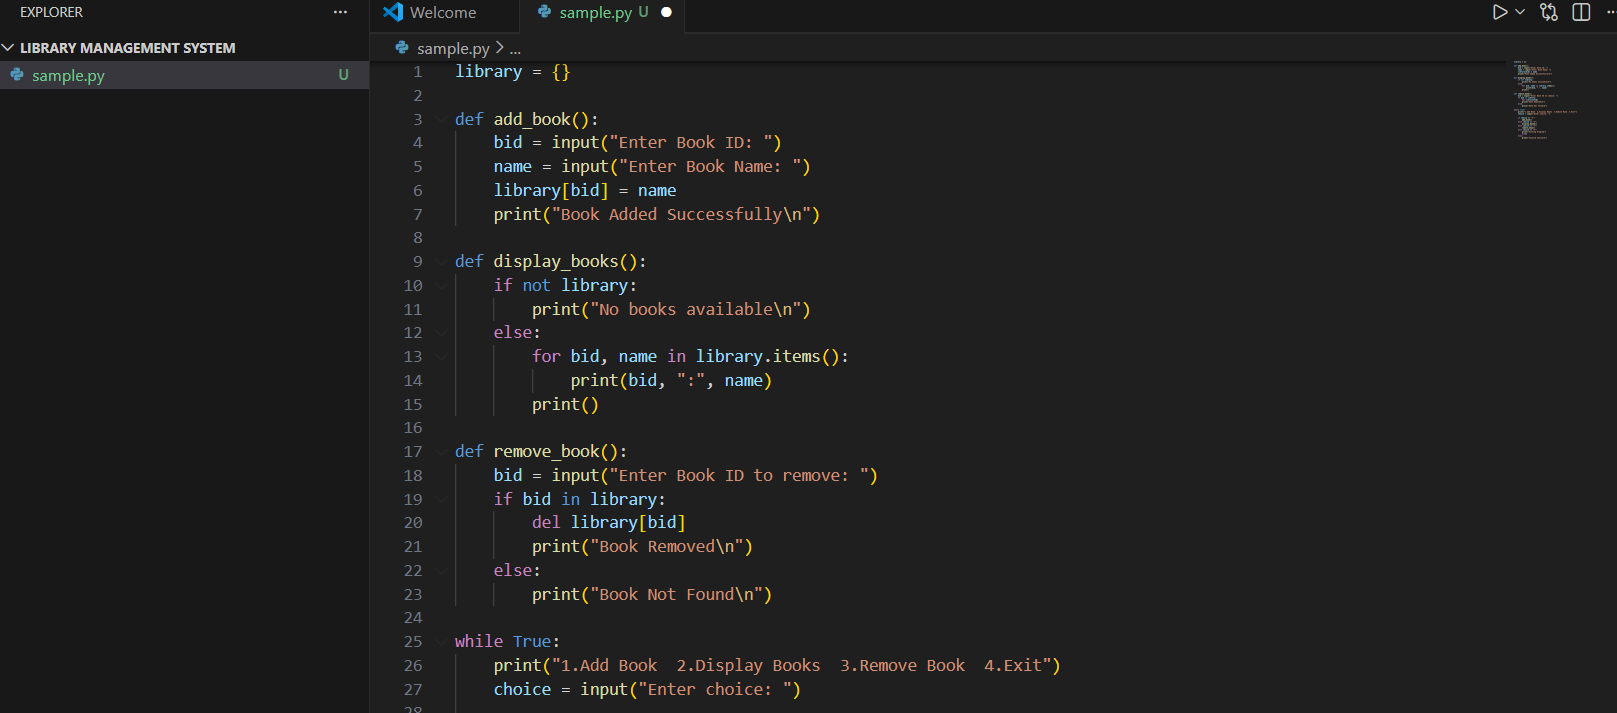 EXPLORER
LIBRARY MANAGEMENT SYSTEM
sample.py U
Welcome
sample.py U
sample.py > ...
1 library = {}
2
3 def add_book():
4     bid = input("Enter Book ID: ")
5     name = input("Enter Book Name: ")
6     library[bid] = name
7     print("Book Added Successfully\n")
8
9 def display_books():
10     if not library:
11         print("No books available\n")
12     else:
13         for bid, name in library.items():
14             print(bid, ":", name)
15         print()
16
17 def remove_book():
18     bid = input("Enter Book ID to remove: ")
19     if bid in library:
20         del library[bid]
21         print("Book Removed\n")
22     else:
23         print("Book Not Found\n")
24
25 while True:
26     print("1.Add Book  2.Display Books  3.Remove Book  4.Exit")
27     choice = input("Enter choice: ")
28